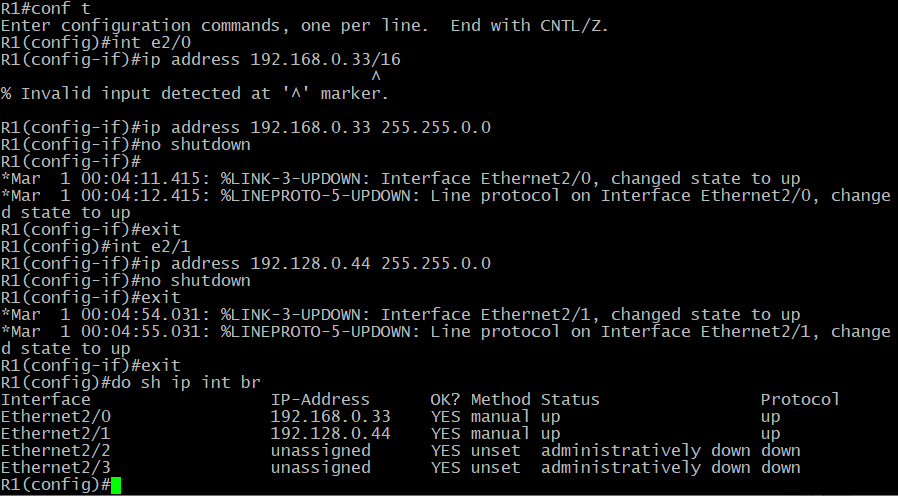 R1#conf t
Enter configuration commands, one per line.  End with CNTL/Z.
R1(config)#int e2/0
R1(config-if)#ip address 192.168.0.33/16
                                     ^
% Invalid input detected at '^' marker.

R1(config-if)#ip address 192.168.0.33 255.255.0.0
R1(config-if)#no shutdown
R1(config-if)#
*Mar  1 00:04:11.415: %LINK-3-UPDOWN: Interface Ethernet2/0, changed state to up
*Mar  1 00:04:12.415: %LINEPROTO-5-UPDOWN: Line protocol on Interface Ethernet2/0, change
d state to up
R1(config-if)#exit
R1(config)#int e2/1
R1(config-if)#ip address 192.128.0.44 255.255.0.0
R1(config-if)#no shutdown
R1(config-if)#exit
*Mar  1 00:04:54.031: %LINK-3-UPDOWN: Interface Ethernet2/1, changed state to up
*Mar  1 00:04:55.031: %LINEPROTO-5-UPDOWN: Line protocol on Interface Ethernet2/1, change
d state to up
R1(config-if)#exit
R1(config)#do sh ip int br
Interface                  IP-Address      OK? Method Status                Protocol
Ethernet2/0                192.168.0.33    YES manual up                    up
Ethernet2/1                192.128.0.44    YES manual up                    up
Ethernet2/2                unassigned      YES unset  administratively down down
Ethernet2/3                unassigned      YES unset  administratively down down
R1(config)#